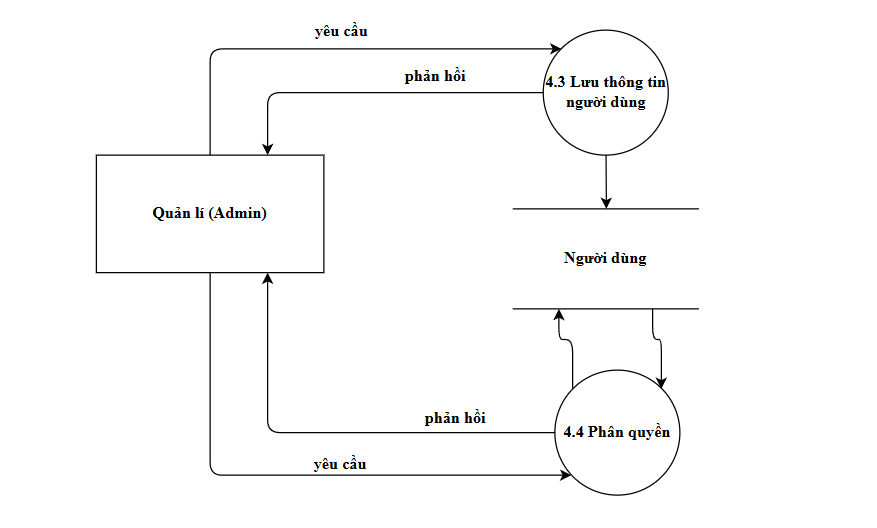 yêu cầu
phản hồi
4.3 Lưu thông tin
người dùng
Quản lí (Admin)
Người dùng
phản hồi
4.4 Phân quyền
yêu cầu